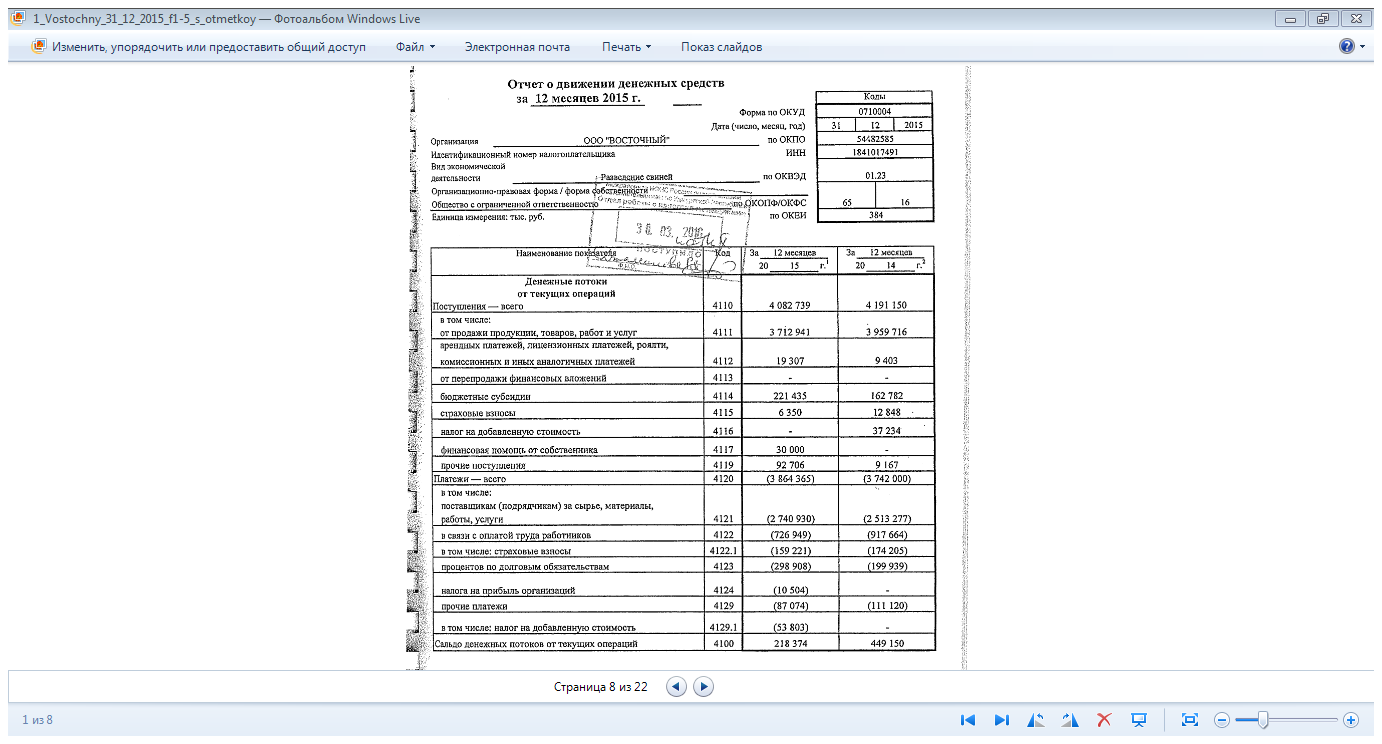 1_Vostochny_31_12_2015_f1-5_s_otmetkoy — Фотоальбом Windows Live
Изменить, упорядочить или предоставить общий доступ Файл Электронная почта Печать Показ слайдов
Отчет о движении денежных средств
за 12 месяцев 2015 г.
Коды
Форма по ОКУД 0710004
Дата (число, месяц, год) 31 12 2015
Организация ООО "ВОСТОЧНЫЙ" по ОКПО 54482585
Идентификационный номер налогоплательщика ИНН 1841017491
Вид экономической
деятельности Разведение свиней по ОКВЭД 01.23
Организационно-правовая форма / форма собственности
Общество с ограниченной ответственностью по ОКОПФ/ОКФС 65 16
Единица измерения: тыс. руб. по ОКЕИ 384
30. 03. 2016
Наименование показателя Код За 12 месяцев За 12 месяцев
20 15 г.1 20 14 г.2
Денежные потоки
от текущих операций
Поступления — всего 4110 4 082 739 4 191 150
в том числе:
от продажи продукции, товаров, работ и услуг 4111 3 712 941 3 959 716
арендных платежей, лицензионных платежей, роялти,
комиссионных и иных аналогичных платежей 4112 19 307 9 403
от перепродажи финансовых вложений 4113 - -
бюджетные субсидии 4114 221 435 162 782
страховые взносы 4115 6 350 12 848
налог на добавленную стоимость 4116 - 37 234
финансовая помощь от собственника 4117 30 000 -
прочие поступления 4119 92 706 9 167
Платежи — всего 4120 (3 864 365) (3 742 000)
в том числе:
поставщикам (подрядчикам) за сырье, материалы,
работы, услуги 4121 (2 740 930) (2 513 277)
в связи с оплатой труда работников 4122 (726 949) (917 664)
в том числе: страховые взносы 4122.1 (159 221) (174 205)
процентов по долговым обязательствам 4123 (298 908) (199 939)
налога на прибыль организаций 4124 (10 504) -
прочие платежи 4129 (87 074) (111 120)
в том числе: налог на добавленную стоимость 4129.1 (53 803) -
Сальдо денежных потоков от текущих операций 4100 218 374 449 150
Страница 8 из 22
1 из 8